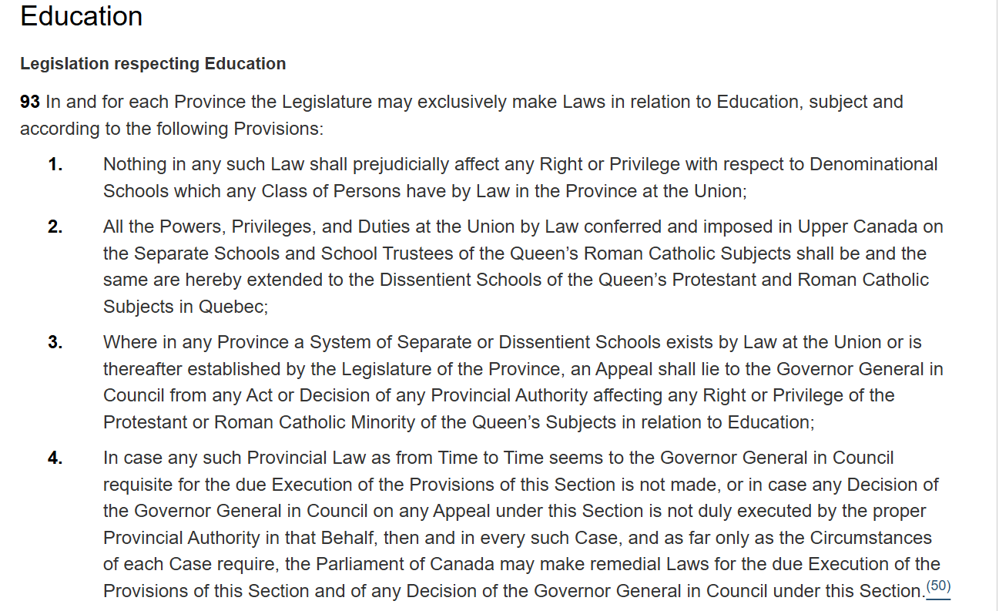 Education
Legislation respecting Education
93 In and for each Province the Legislature may exclusively make Laws in relation to Education, subject and
according to the following Provisions:
1. Nothing in any such Law shall prejudicially affect any Right or Privilege with respect to Denominational
Schools which any Class of Persons have by Law in the Province at the Union;
2. All the Powers, Privileges, and Duties at the Union by Law conferred and imposed in Upper Canada on
the Separate Schools and School Trustees of the Queen’s Roman Catholic Subjects shall be and the
same are hereby extended to the Dissentient Schools of the Queen’s Protestant and Roman Catholic
Subjects in Quebec;
3. Where in any Province a System of Separate or Dissentient Schools exists by Law at the Union or is
thereafter established by the Legislature of the Province, an Appeal shall lie to the Governor General in
Council from any Act or Decision of any Provincial Authority affecting any Right or Privilege of the
Protestant or Roman Catholic Minority of the Queen’s Subjects in relation to Education;
4. In case any such Provincial Law as from Time to Time seems to the Governor General in Council
requisite for the due Execution of the Provisions of this Section is not made, or in case any Decision of
the Governor General in Council on any Appeal under this Section is not duly executed by the proper
Provincial Authority in that Behalf, then and in every such Case, and as far only as the Circumstances
of each Case require, the Parliament of Canada may make remedial Laws for the due Execution of the
Provisions of this Section and of any Decision of the Governor General in Council under this Section.(50)